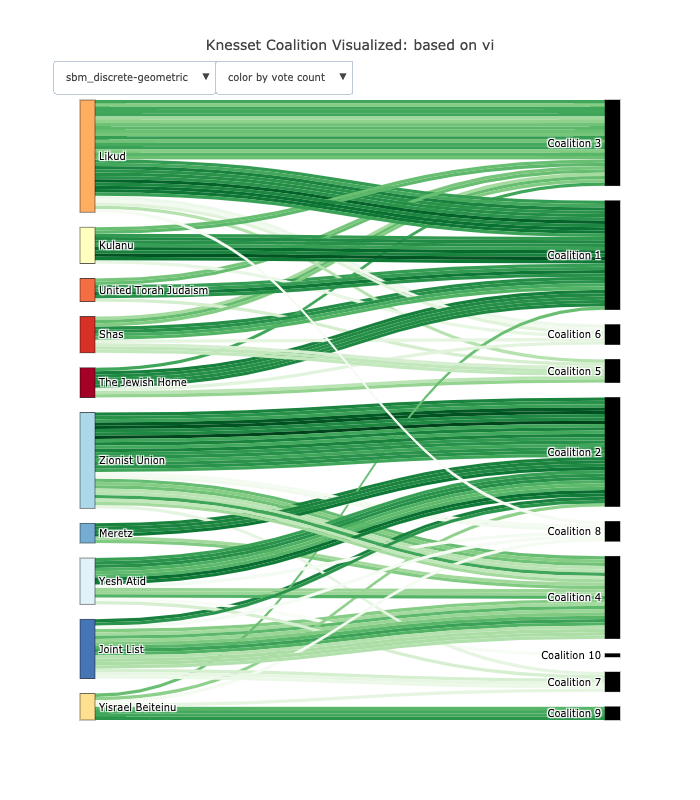 Knesset Coalition Visualized: based on vi
sbm_discrete-geometric ▼
color by vote count ▼
Likud
Kulanu
United Torah Judaism
Shas
The Jewish Home
Zionist Union
Meretz
Yesh Atid
Joint List
Yisrael Beiteinu
Coalition 3
Coalition 1
Coalition 6
Coalition 5
Coalition 2
Coalition 8
Coalition 4
Coalition 10
Coalition 7
Coalition 9